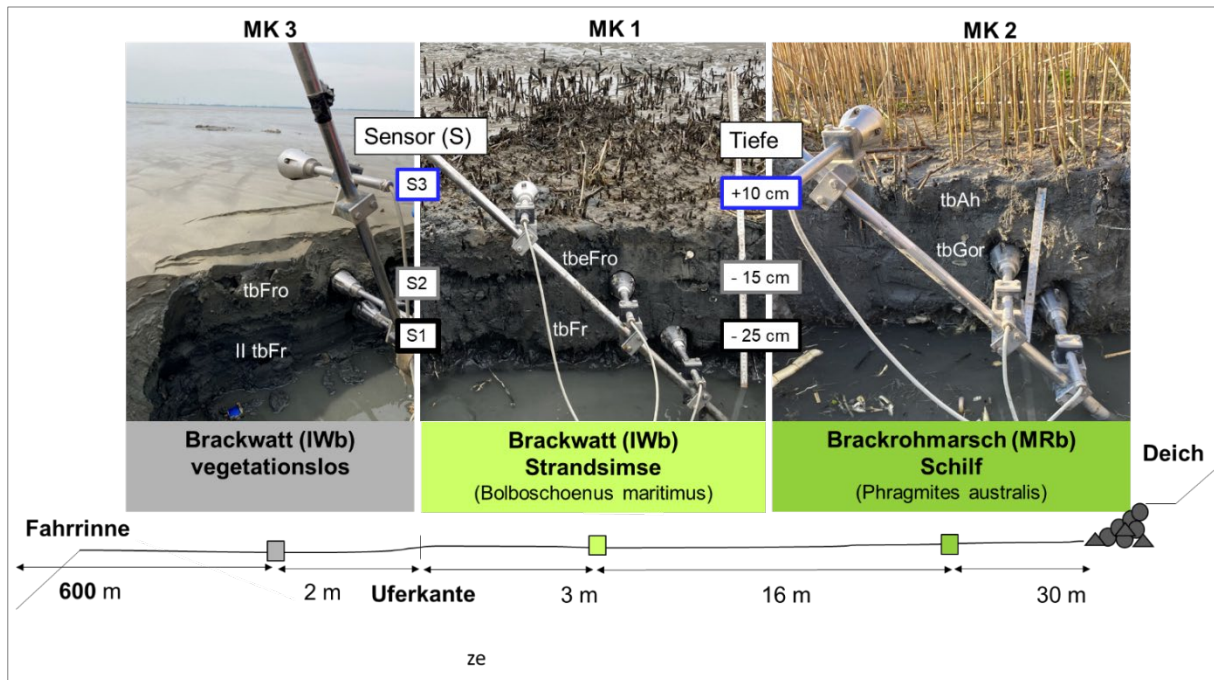 MK 3
MK 1
MK 2
Sensor (S)
Tiefe
S3
+10 cm
tbAh
tbeFro
tbGor
tbFro
S2
- 15 cm
II tbFr
S1
tbFr
- 25 cm
Brackwatt (IWb)
vegetationslos
Brackwatt (IWb)
Strandsimse
(Bolboschoenus maritimus)
Brackrohmarsch (MRb)
Schilf
(Phragmites australis)
Deich
Fahrrinne
600 m
2 m
Uferkante
3 m
16 m
30 m
ze